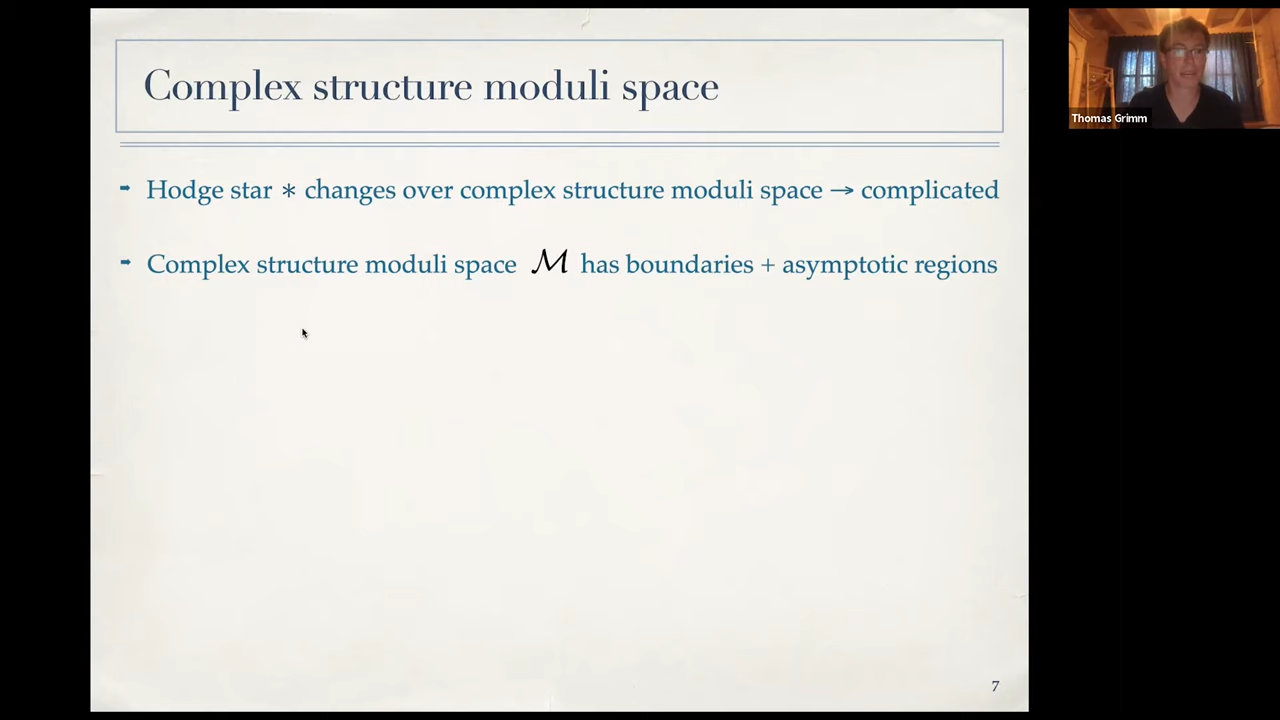 Complex structure moduli space
Hodge star ∗ changes over complex structure moduli space → complicated
Complex structure moduli space ℳ has boundaries + asymptotic regions
7
Thomas Grimm